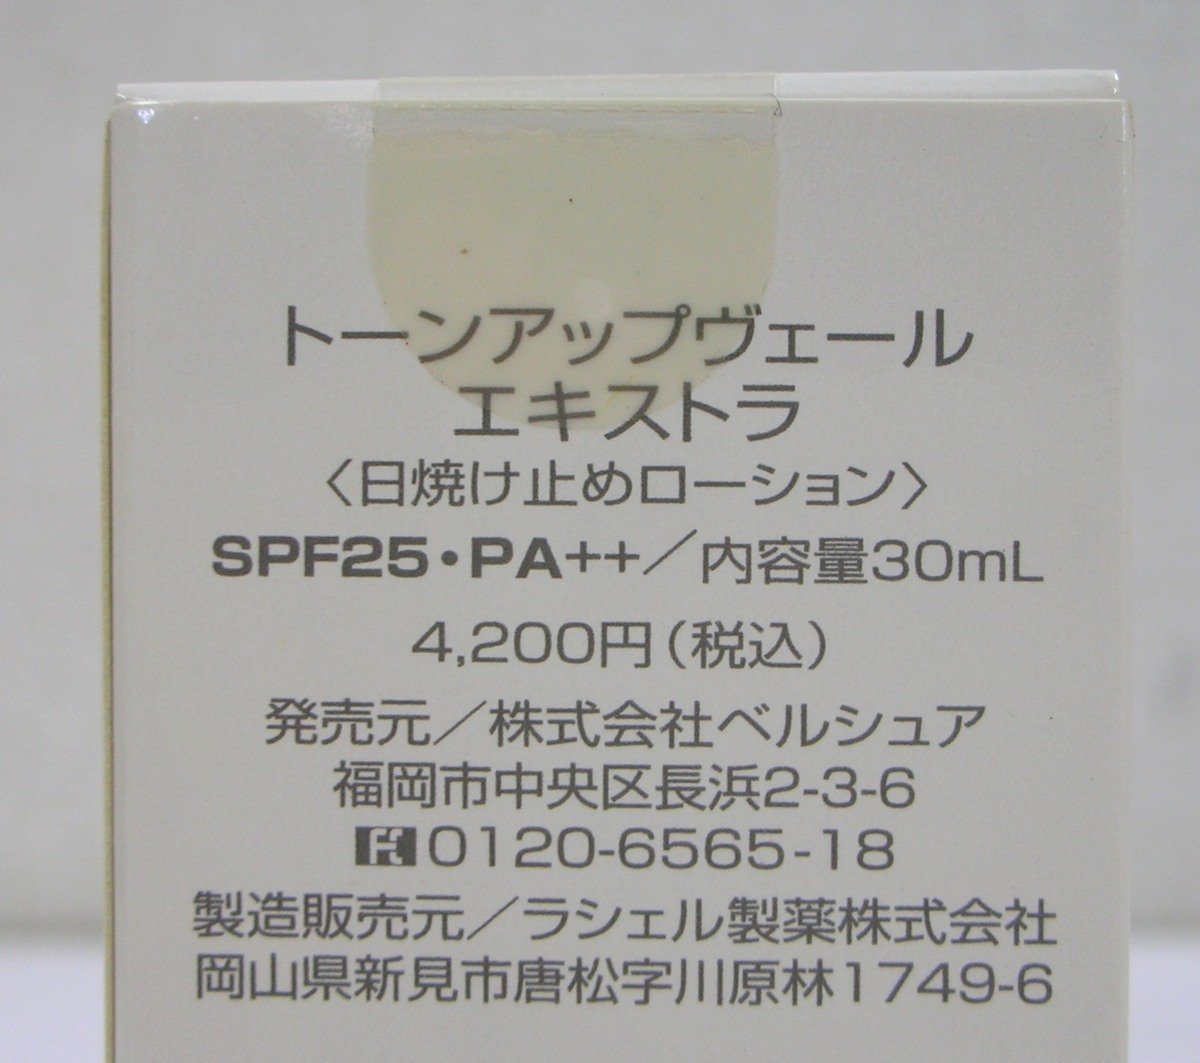 トーンアップヴェール
エキストラ
〈日焼け止めローション〉
SPF25・PA++／内容量30mL
4,200円（税込）
発売元／株式会社ベルシュア
福岡市中央区長浜2-3-6
0120-6565-18
製造販売元／ラシェル製薬株式会社
岡山県新見市唐松字川原林1749-6